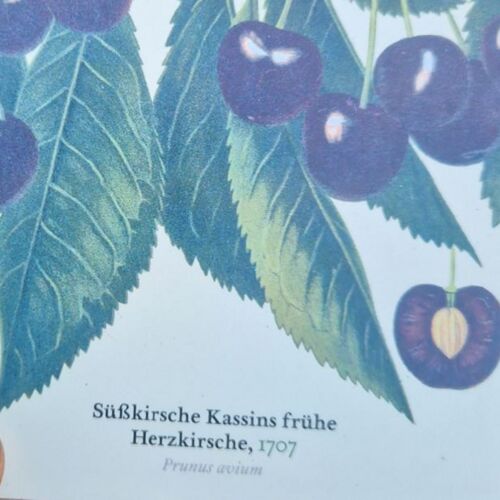 Süßkirsche Kassins frühe
Herzkirsche, 1707
Prunus avium